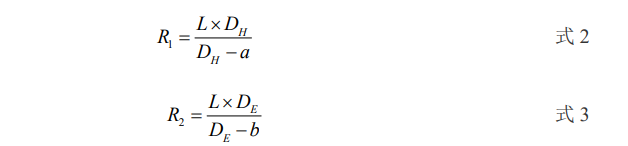 R₁ = (L × D_H) / (D_H − a) 式 2
R₂ = (L × D_E) / (D_E − b) 式 3